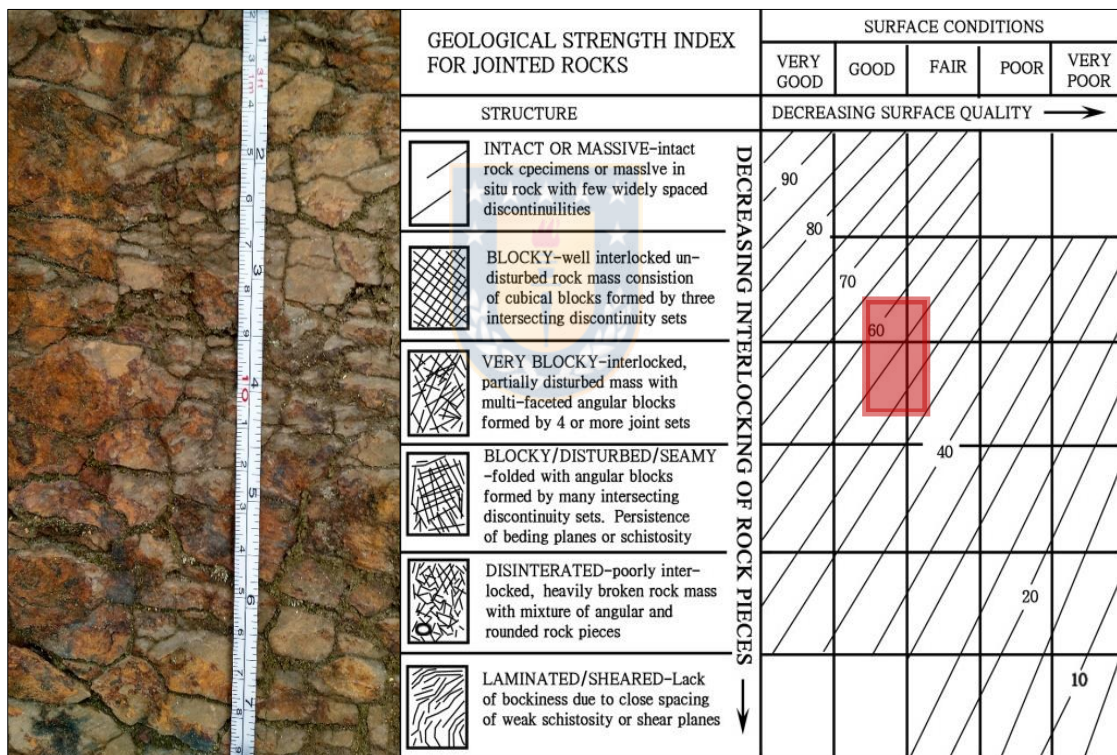 GEOLOGICAL STRENGTH INDEX
FOR JOINTED ROCKS
SURFACE CONDITIONS
VERY GOOD
GOOD
FAIR
POOR
VERY POOR
STRUCTURE
DECREASING SURFACE QUALITY
INTACT OR MASSIVE-intact
rock cpecimens or masslve in
situ rock with few widely spaced
discontinuilities
BLOCKY-well interlocked un-
disturbed rock mass consistion
of cubical blocks formed by three
intersecting discontinuity sets
VERY BLOCKY-interlocked,
partially disturbed mass with
multi-faceted angular blocks
formed by 4 or more joint sets
BLOCKY/DISTURBED/SEAMY
-folded with angular blocks
formed by many intersecting
discontinuity sets. Persistence
of beding planes or schistosity
DISINTERATED-poorly inter-
locked, heavily broken rock mass
with mixture of angular and
rounded rock pieces
LAMINATED/SHEARED-Lack
of bockiness due to close spacing
of weak schistosity or shear planes
DECREASING INTERLOCKING OF ROCK PIECES
90
80
70
60
40
20
10